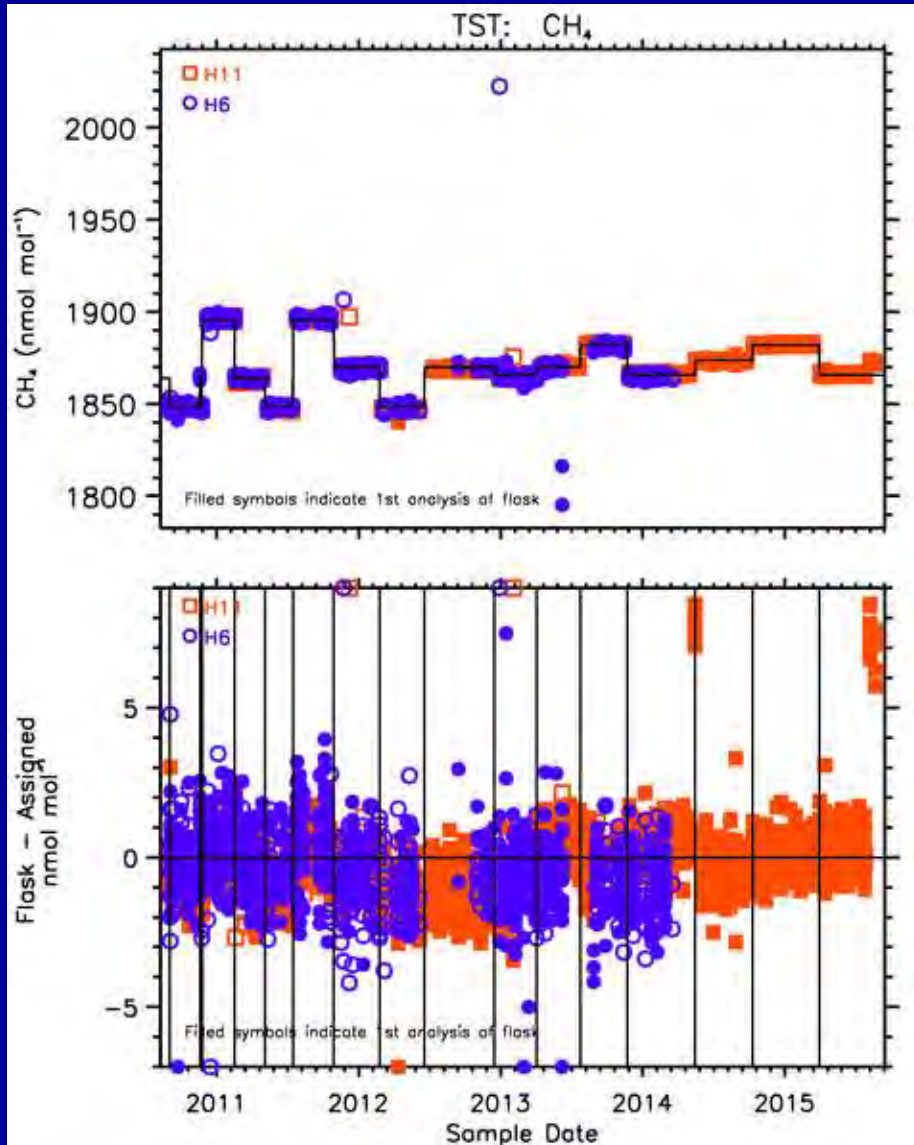 TST: CH₄
H11
H6
2000
1950
1900
1850
1800
CH₄ (nmol mol⁻¹)
Filled symbols indicate 1st analysis of flask
H11
H6
5
0
−5
Flask − Assigned
nmol mol⁻¹
Filled symbols indicate 1st analysis of flask
2011 2012 2013 2014 2015
Sample Date